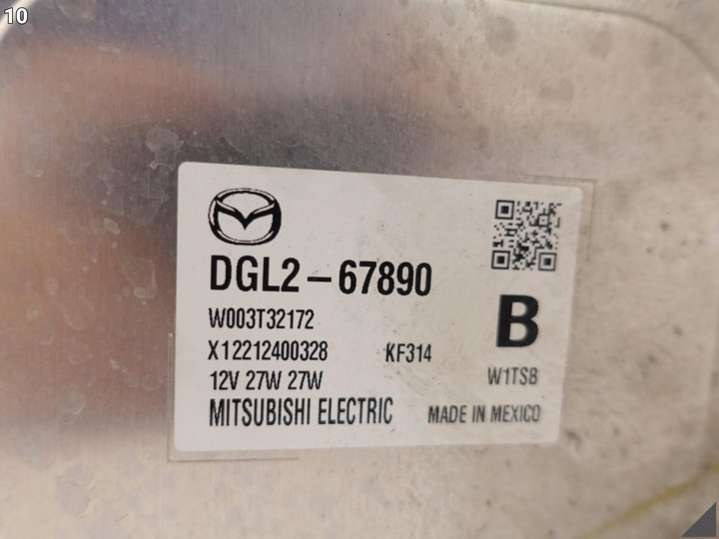 10
DGL2-67890
W003T32172
X12212400328 KF314
B
12V 27W 27W W1TSB
MITSUBISHI ELECTRIC MADE IN MEXICO